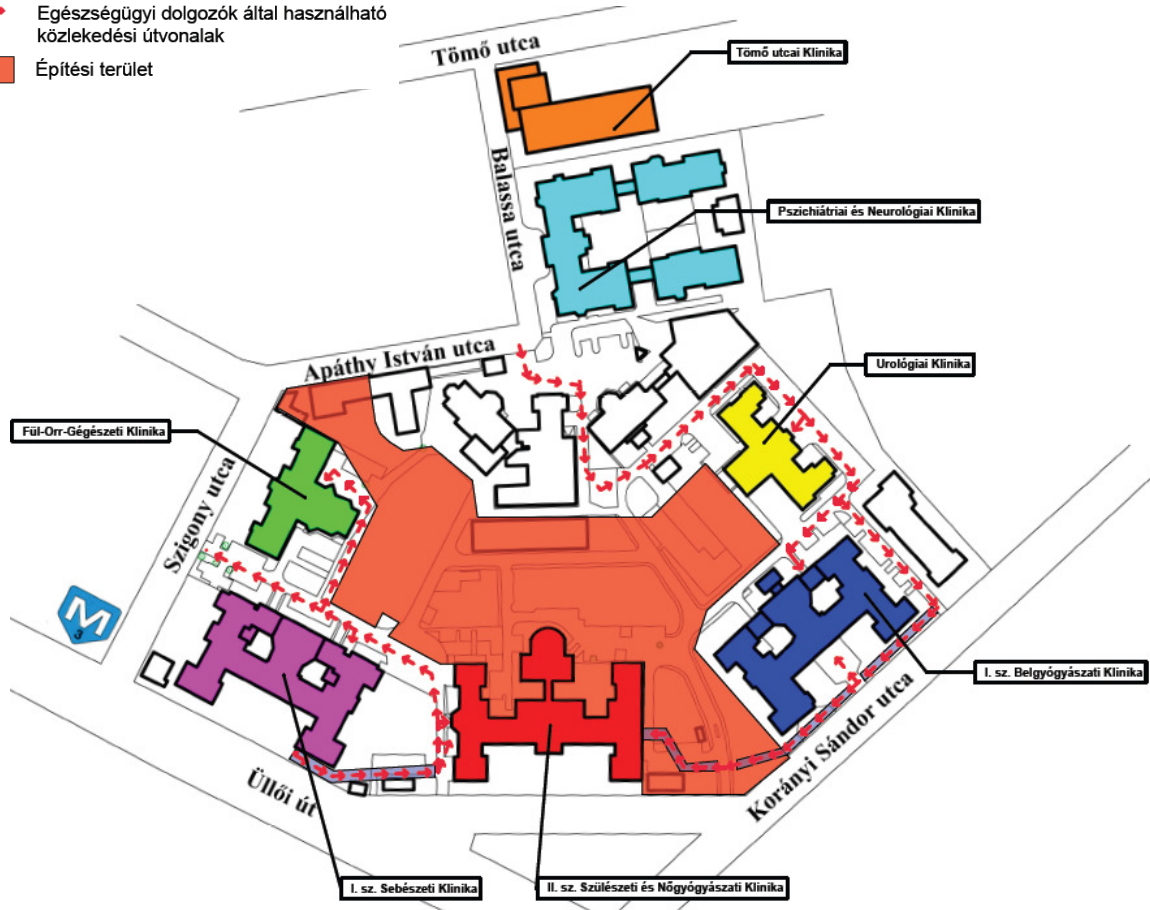 Egészségügyi dolgozók által használható
közlekedési útvonalak
Építési terület
Tömő utca
Tömő utcai Klinika
Balassa utca
Pszichiátriai és Neurológiai Klinika
Apáthy István utca
Urológiai Klinika
Fül-Orr-Gégészeti Klinika
Szigony utca
M
3
I. sz. Belgyógyászati Klinika
Korányi Sándor utca
Üllői út
I. sz. Sebészeti Klinika
II. sz. Szülészeti és Nőgyógyászati Klinika